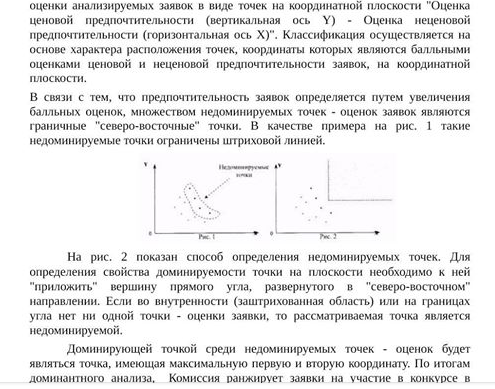 оценки анализируемых заявок в виде точек на координатной плоскости "Оценка
ценовой предпочтительности (вертикальная ось Y) - Оценка неценовой
предпочтительности (горизонтальная ось X)". Классификация осуществляется на
основе характера расположения точек, координаты которых являются балльными
оценками ценовой и неценовой предпочтительности заявок, на координатной
плоскости.
В связи с тем, что предпочтительность заявок определяется путем увеличения
балльных оценок, множеством недоминируемых точек - оценок заявок являются
граничные "северо-восточные" точки. В качестве примера на рис. 1 такие
недоминируемые точки ограничены штриховой линией.
Y
Недоминируемые
точки
Y
0
Рис. 1
0
Рис. 2
На рис. 2 показан способ определения недоминируемых точек. Для
определения свойства доминируемости точки на плоскости необходимо к ней
"приложить" вершину прямого угла, развернутого в "северо-восточном"
направлении. Если во внутренности (заштрихованная область) или на границах
угла нет ни одной точки - оценки заявки, то рассматриваемая точка является
недоминируемой.
Доминирующей точкой среди недоминируемых точек - оценок будет
являться точка, имеющая максимальную первую и вторую координату. По итогам
доминантного анализа, Комиссия ранжирует заявки на участие в конкурсе в